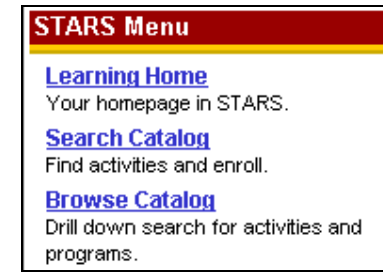 STARS Menu
Learning Home
Your homepage in STARS.
Search Catalog
Find activities and enroll.
Browse Catalog
Drill down search for activities and
programs.